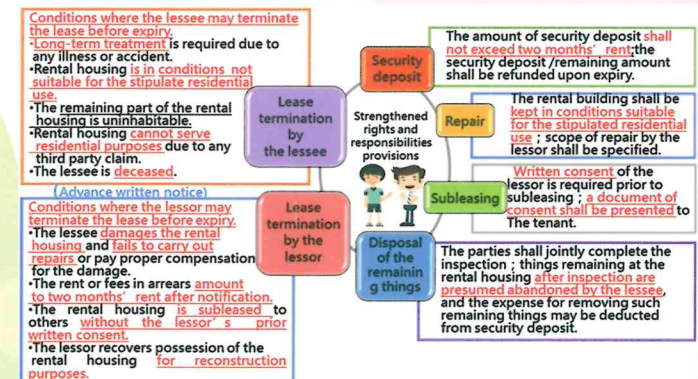 Conditions where the lessee may terminate
the lease before expiry.
•Long-term treatment is required due to
any illness or accident.
•Rental housing is in conditions not
suitable for the stipulate residential
use.
•The remaining part of the rental
housing is uninhabitable.
•Rental housing cannot serve
residential purposes due to any
third party claim.
•The lessee is deceased.
(Advance written notice)
Conditions where the lessor may
terminate the lease before expiry.
•The lessee damages the rental
housing and fails to carry out
repairs or pay proper compensation
for the damage.
•The rent or fees in arrears amount
to two months' rent after notification.
•The rental housing is subleased to
others without the lessor's prior
written consent.
•The lessor recovers possession of the
rental housing for reconstruction
purposes.
Lease
termination
by
the lessee
Lease
termination
by the
lessor
Strengthened
rights and
responsibilities
provisions
Security
deposit
The amount of security deposit shall
not exceed two months' rent;the
security deposit /remaining amount
shall be refunded upon expiry.
Repair
The rental building shall be
kept in conditions suitable
for the stipulated residential
use ; scope of repair by the
lessor shall be specified.
Subleasing
Written consent of the
lessor is required prior to
subleasing ; a document of
consent shall be presented to
The tenant.
Disposal
of the
remainin
g things
The parties shall jointly complete the
inspection ; things remaining at the
rental housing after inspection are
presumed abandoned by the lessee,
and the expense for removing such
remaining things may be deducted
from security deposit.